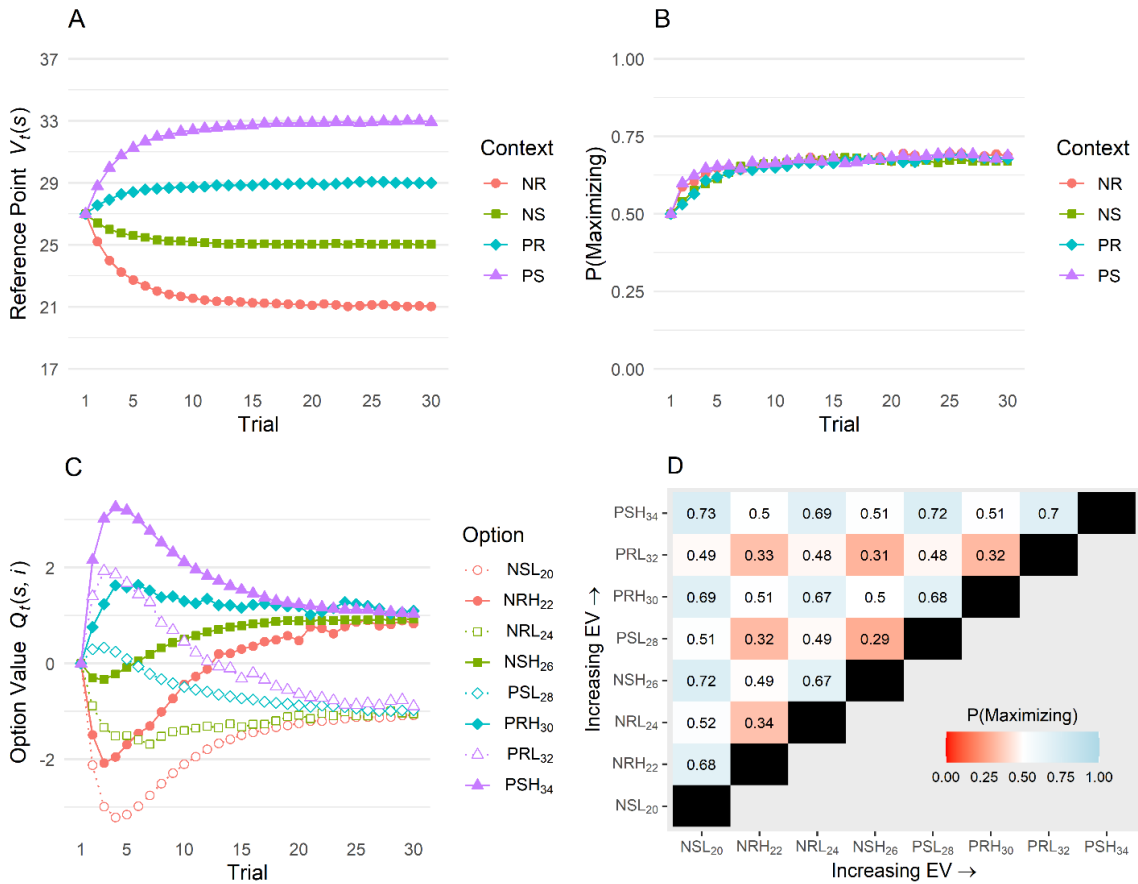 A
37
33
29
25
21
17
Reference Point V_t(s)
1 5 10 15 20 25 30
Trial
Context
NR
NS
PR
PS
B
1.00
0.75
0.50
0.25
0.00
P(Maximizing)
1 5 10 15 20 25 30
Trial
Context
NR
NS
PR
PS
C
2
0
-2
Option Value Q_t(s, i)
1 5 10 15 20 25 30
Trial
Option
NSL₂₀
NRH₂₂
NRL₂₄
NSH₂₆
PSL₂₈
PRH₃₀
PRL₃₂
PSH₃₄
D
Increasing EV →
PSH₃₄ 0.73 0.5 0.69 0.51 0.72 0.51 0.7
PRL₃₂ 0.49 0.33 0.48 0.31 0.48 0.32
PRH₃₀ 0.69 0.51 0.67 0.5 0.68
PSL₂₈ 0.51 0.32 0.49 0.29
NSH₂₆ 0.72 0.49 0.67
NRL₂₄ 0.52 0.34
NRH₂₂ 0.68
NSL₂₀
P(Maximizing)
0.00 0.25 0.50 0.75 1.00
NSL₂₀ NRH₂₂ NRL₂₄ NSH₂₆ PSL₂₈ PRH₃₀ PRL₃₂ PSH₃₄
Increasing EV →